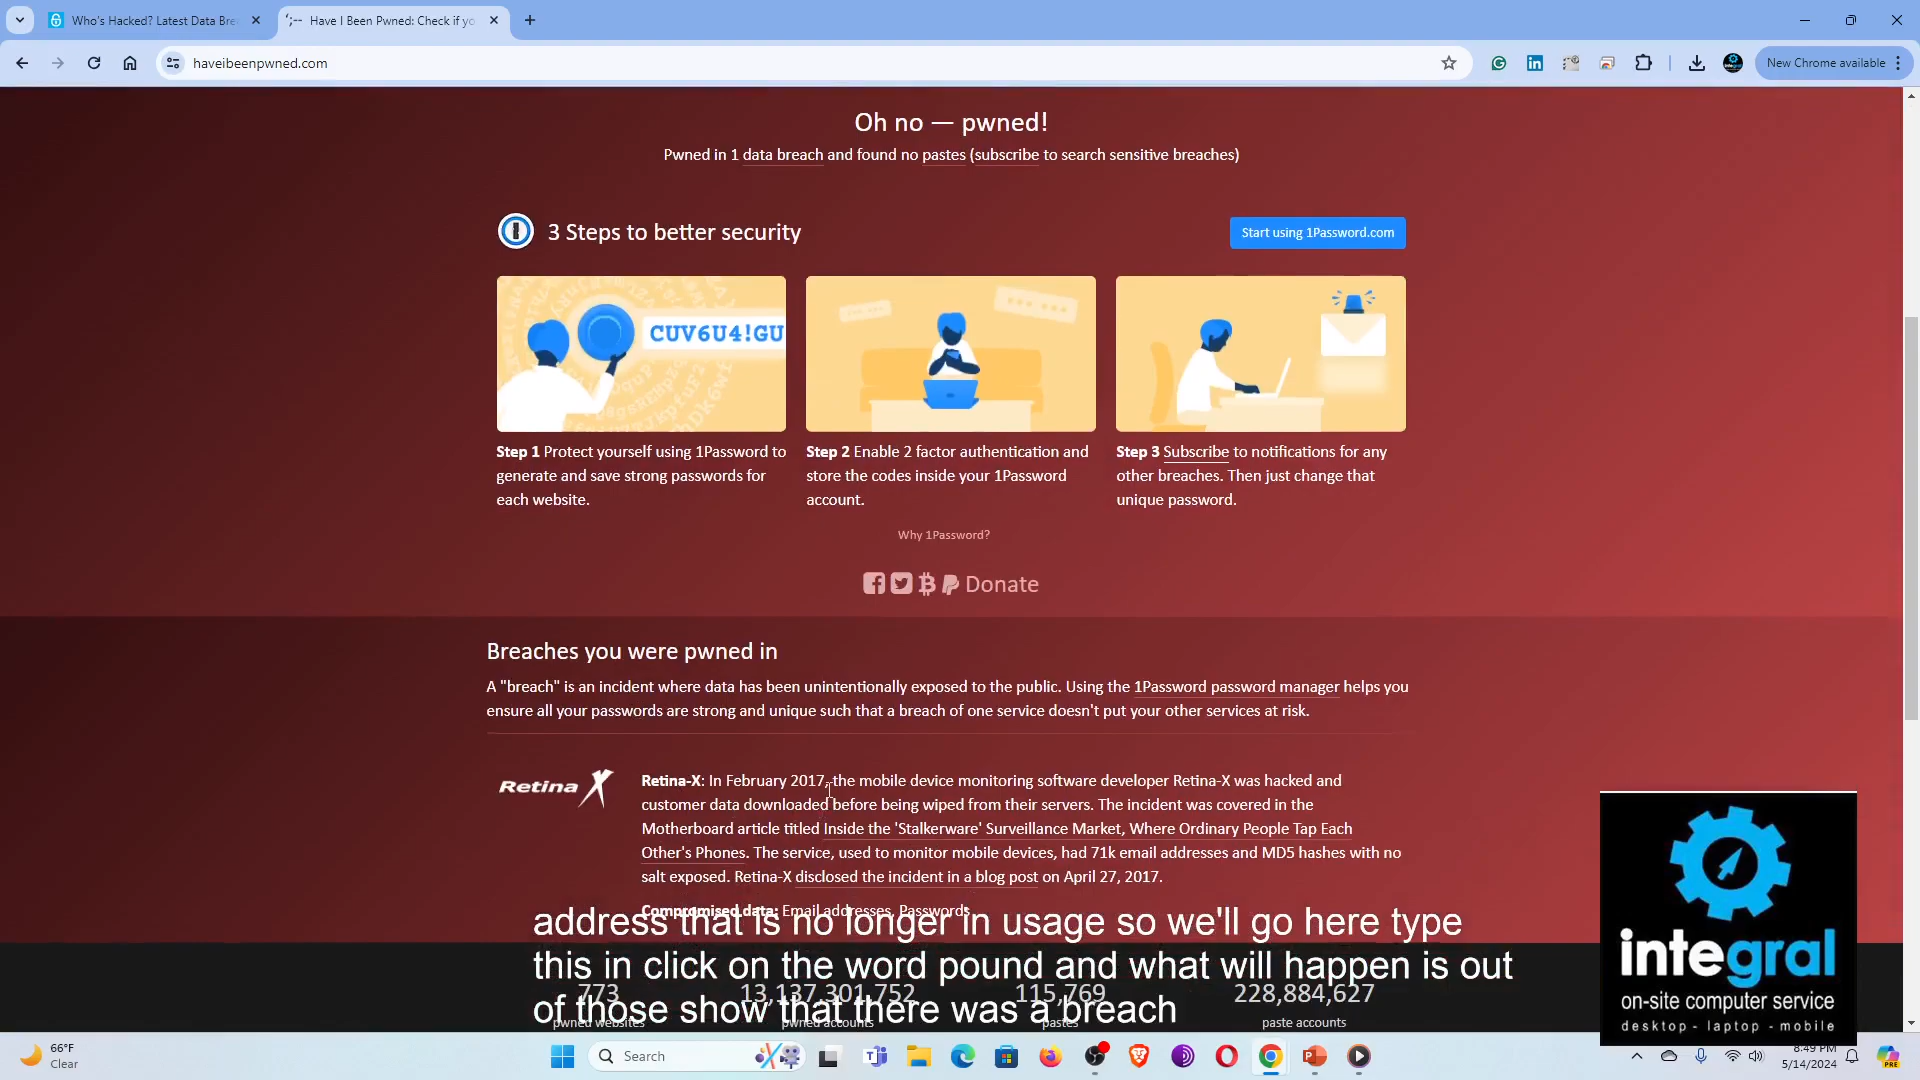 Who's Hacked? Latest Data Bre
Have I Been Pwned: Check if yo
haveibeenpwned.com
New Chrome available
Oh no — pwned!
Pwned in 1 data breach and found no pastes (subscribe to search sensitive breaches)
3 Steps to better security
Start using 1Password.com
CUV6U4!GU
Step 1 Protect yourself using 1Password to
generate and save strong passwords for
each website.
Step 2 Enable 2 factor authentication and
store the codes inside your 1Password
account.
Step 3 Subscribe to notifications for any
other breaches. Then just change that
unique password.
Why 1Password?
Donate
Breaches you were pwned in
A "breach" is an incident where data has been unintentionally exposed to the public. Using the 1Password password manager helps you
ensure all your passwords are strong and unique such that a breach of one service doesn't put your other services at risk.
Retina X
Retina-X: In February 2017, the mobile device monitoring software developer Retina-X was hacked and
customer data downloaded before being wiped from their servers. The incident was covered in the
Motherboard article titled Inside the 'Stalkerware' Surveillance Market, Where Ordinary People Tap Each
Other's Phones. The service, used to monitor mobile devices, had 71k email addresses and MD5 hashes with no
salt exposed. Retina-X disclosed the incident in a blog post on April 27, 2017.
Compromised data: Email addresses, Passwords
address that is no longer in usage so we'll go here type
this in click on the word pound and what will happen is out
of those show that there was a breach
773
13,137,301,752
115,769
228,884,627
pwned websites
pwned accounts
pastes
paste accounts
integral
on-site computer service
desktop - laptop - mobile
66°F
Clear
Search
8:49 PM
5/14/2024
PRE